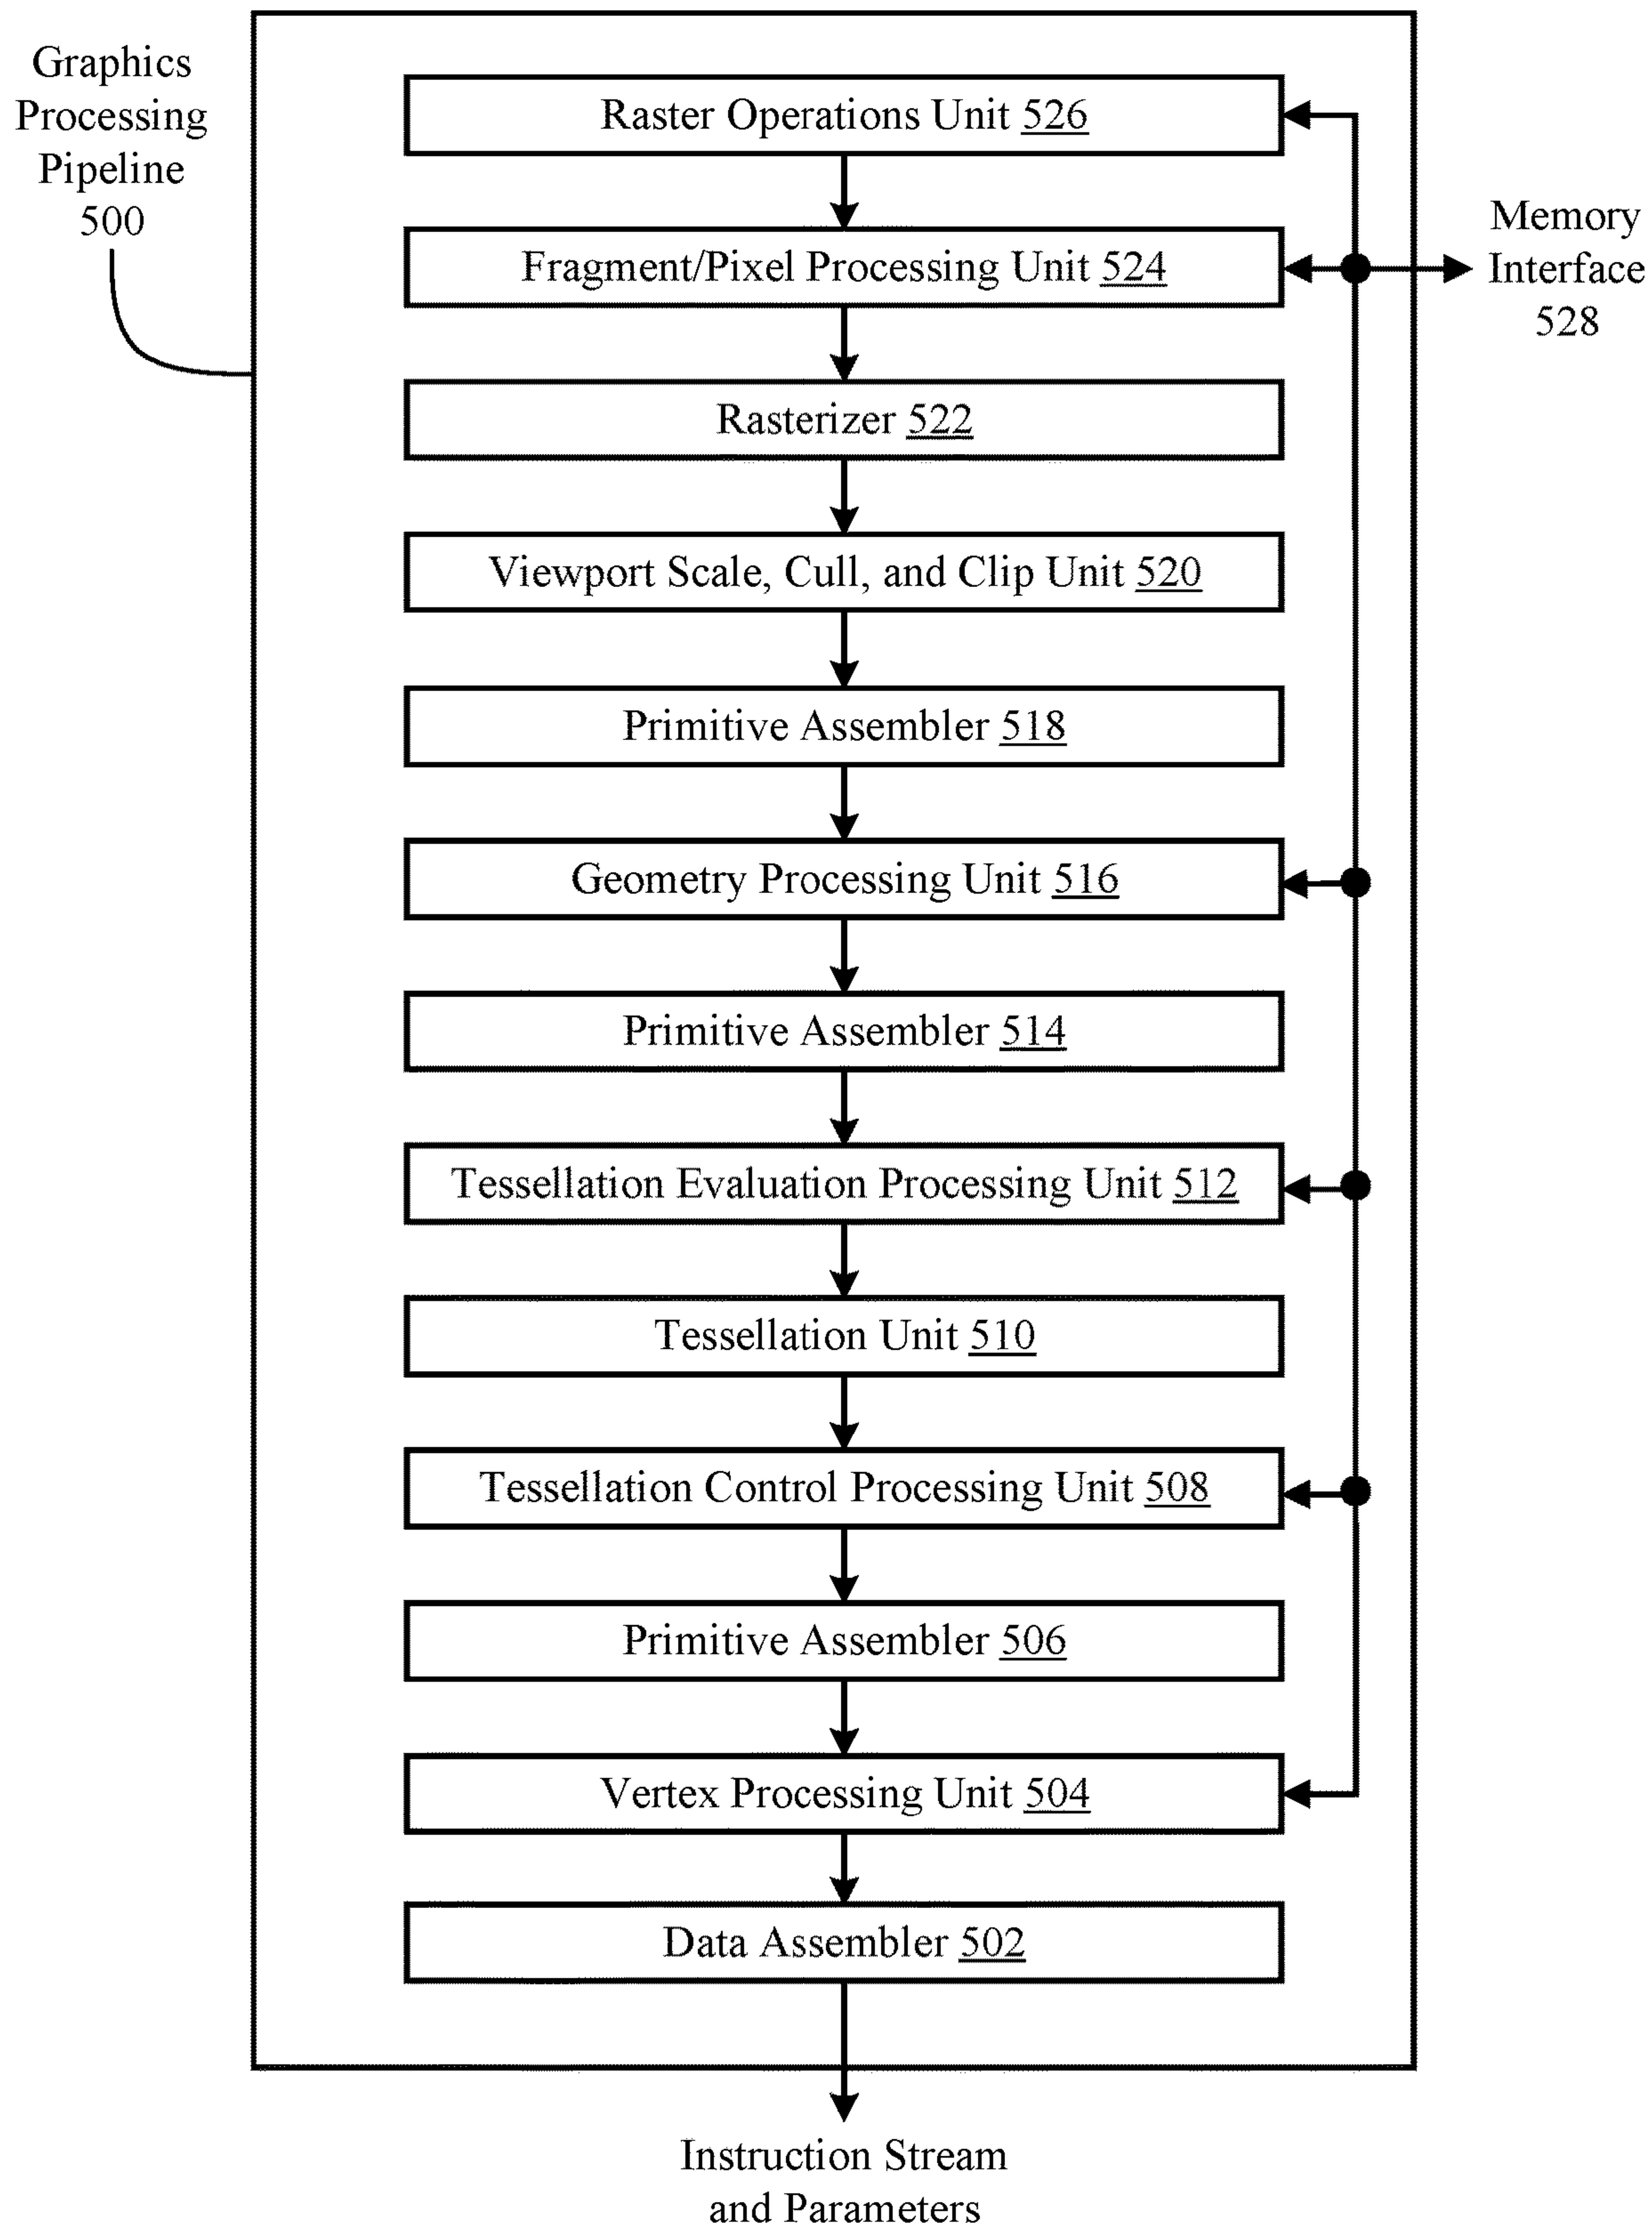 Graphics
Processing
Pipeline
500
Raster Operations Unit 526
Fragment/Pixel Processing Unit 524
Memory
Interface
528
Rasterizer 522
Viewport Scale, Cull, and Clip Unit 520
Primitive Assembler 518
Geometry Processing Unit 516
Primitive Assembler 514
Tessellation Evaluation Processing Unit 512
Tessellation Unit 510
Tessellation Control Processing Unit 508
Primitive Assembler 506
Vertex Processing Unit 504
Data Assembler 502
Instruction Stream
and Parameters